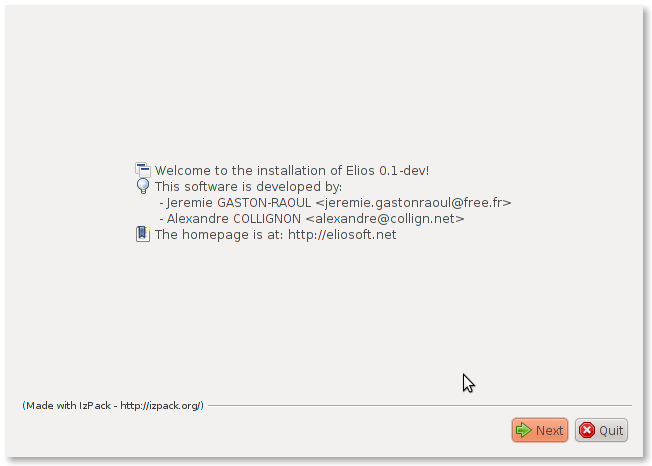 Welcome to the installation of Elios 0.1-dev!
This software is developed by:
- Jeremie GASTON-RAOUL <jeremie.gastonraoul@free.fr>
- Alexandre COLLIGNON <alexandre@collign.net>
The homepage is at: http://eliosoft.net
(Made with IzPack - http://izpack.org/)
Next
Quit